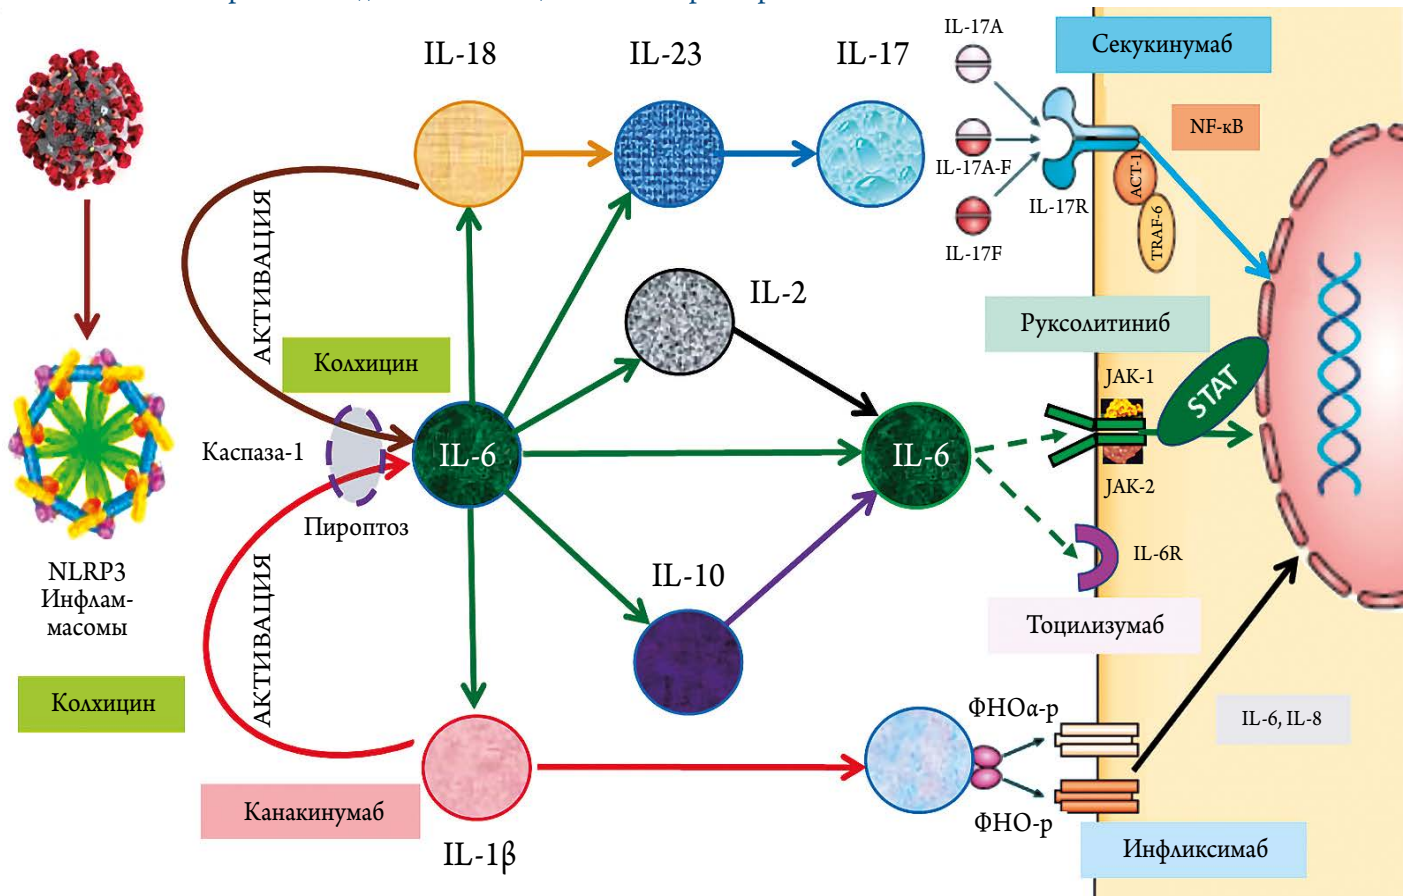 IL-18
IL-23
IL-17
IL-17A
IL-17A-F
IL-17F
IL-17R
ACT-1
TRAF-6
Секукинумаб
NF-κB
АКТИВАЦИЯ
IL-2
Колхицин
Руксолитиниб
JAK-1
STAT
JAK-2
Каспаза-1
IL-6
IL-6
Пироптоз
IL-6R
NLRP3
Инфлам-
масомы
АКТИВАЦИЯ
IL-10
Тоцилизумаб
Колхицин
ФНОα-р
IL-6, IL-8
Канакинумаб
ФНО-р
IL-1β
Инфликсимаб